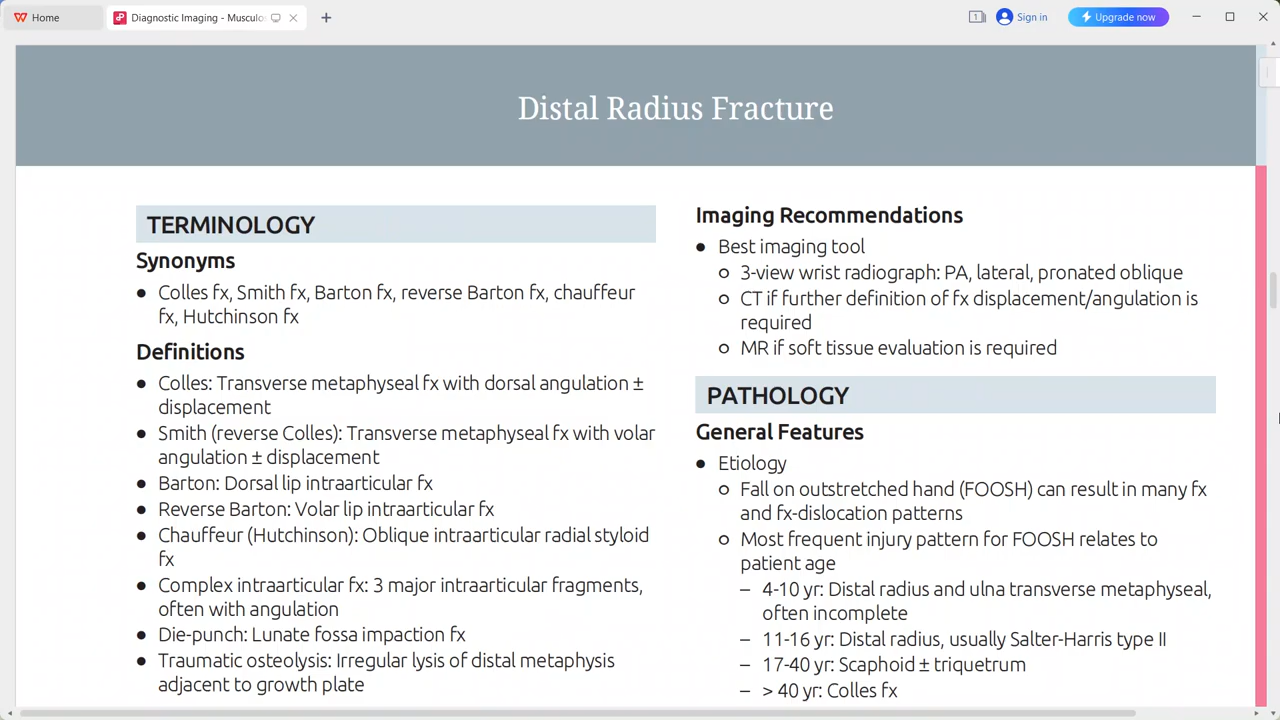 Home
Diagnostic Imaging - Musculos
1
Sign in
Upgrade now
Distal Radius Fracture
TERMINOLOGY
Synonyms
● Colles fx, Smith fx, Barton fx, reverse Barton fx, chauffeur
fx, Hutchinson fx
Definitions
● Colles: Transverse metaphyseal fx with dorsal angulation ±
displacement
● Smith (reverse Colles): Transverse metaphyseal fx with volar
angulation ± displacement
● Barton: Dorsal lip intraarticular fx
● Reverse Barton: Volar lip intraarticular fx
● Chauffeur (Hutchinson): Oblique intraarticular radial styloid
fx
● Complex intraarticular fx: 3 major intraarticular fragments,
often with angulation
● Die-punch: Lunate fossa impaction fx
● Traumatic osteolysis: Irregular lysis of distal metaphysis
adjacent to growth plate
Imaging Recommendations
● Best imaging tool
○ 3-view wrist radiograph: PA, lateral, pronated oblique
○ CT if further definition of fx displacement/angulation is
required
○ MR if soft tissue evaluation is required
PATHOLOGY
General Features
● Etiology
○ Fall on outstretched hand (FOOSH) can result in many fx
and fx-dislocation patterns
○ Most frequent injury pattern for FOOSH relates to
patient age
– 4-10 yr: Distal radius and ulna transverse metaphyseal,
often incomplete
– 11-16 yr: Distal radius, usually Salter-Harris type II
– 17-40 yr: Scaphoid ± triquetrum
– > 40 yr: Colles fx